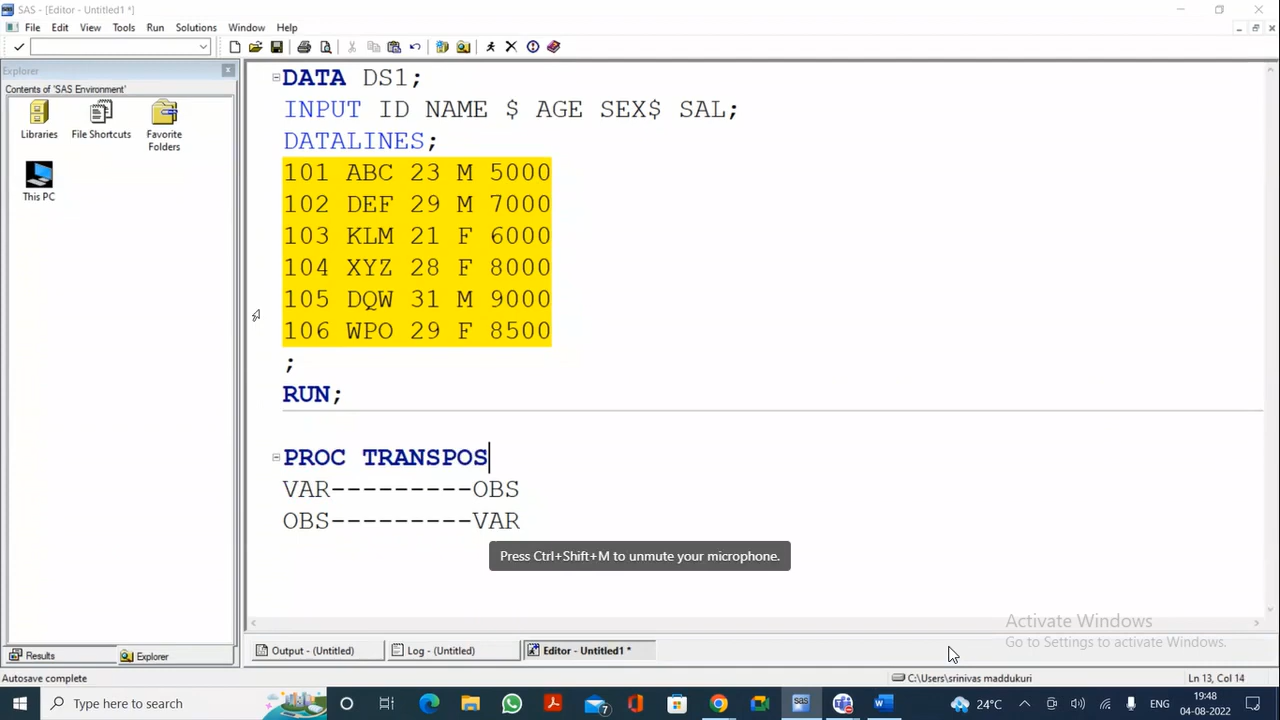 SAS - [Editor - Untitled1 *]
File Edit View Tools Run Solutions Window Help
Explorer
Contents of 'SAS Environment'
Libraries
File Shortcuts
Favorite Folders
This PC
DATA DS1;
INPUT ID NAME $ AGE SEX$ SAL;
DATALINES;
101 ABC 23 M 5000
102 DEF 29 M 7000
103 KLM 21 F 6000
104 XYZ 28 F 8000
105 DQW 31 M 9000
106 WPO 29 F 8500
;
RUN;
PROC TRANSPOS
VAR---------OBS
OBS---------VAR
Press Ctrl+Shift+M to unmute your microphone.
Activate Windows
Go to Settings to activate Windows.
Results
Explorer
Output - (Untitled)
Log - (Untitled)
Editor - Untitled1 *
Autosave complete
C:\Users\srinivas maddukuri
Ln 13, Col 14
Type here to search
7
24°C
ENG
19:48
04-08-2022